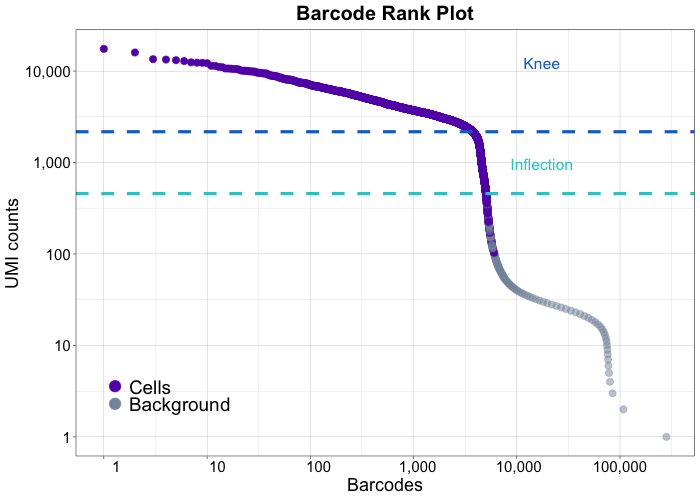 Barcode Rank Plot
Knee
Inflection
UMI counts
10,000
1,000
100
10
1
Cells
Background
1 10 100 1,000 10,000 100,000
Barcodes